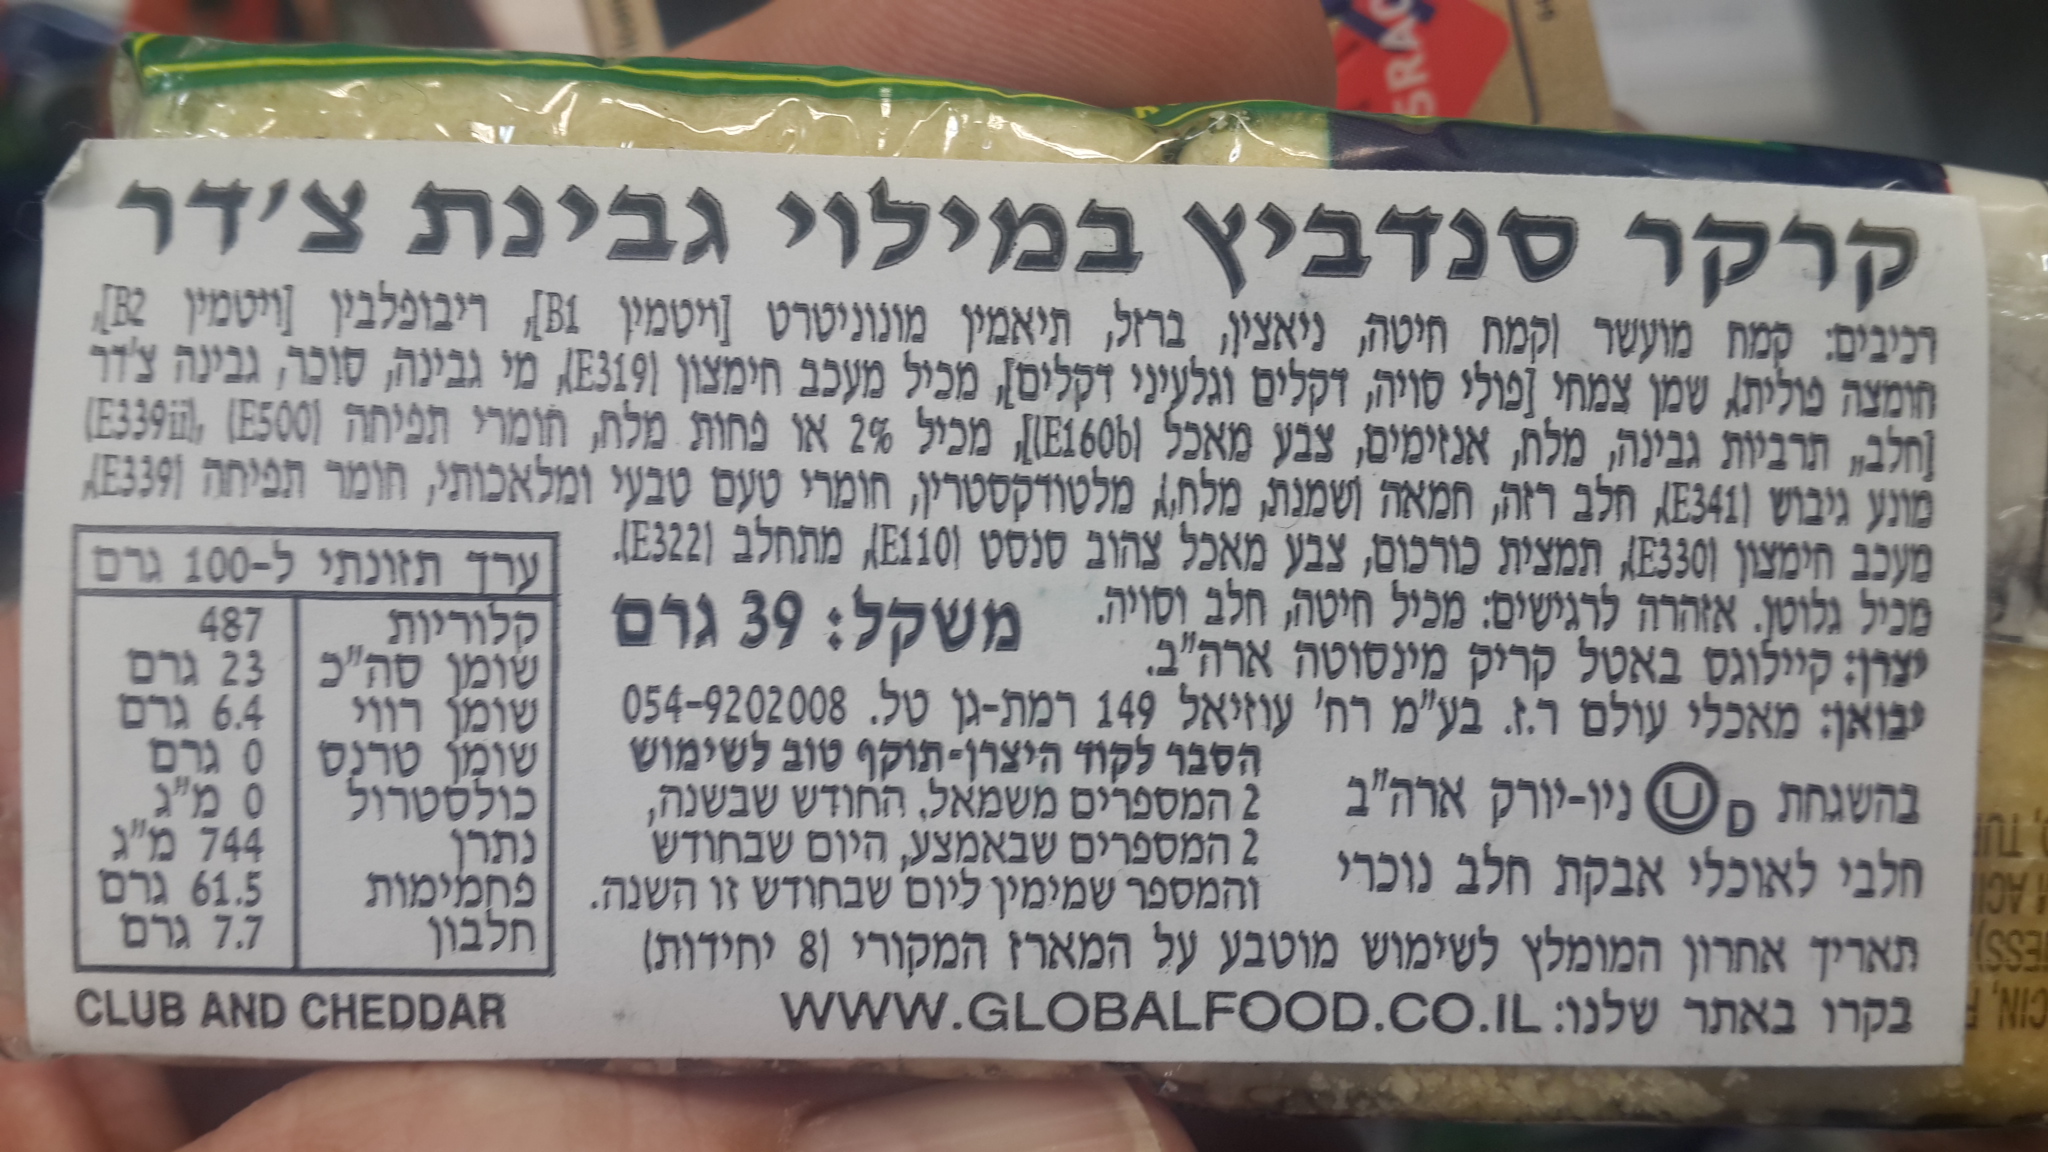 קרקר סנדביץ במילוי גבינת צ'דר
רכיבים: קמח מועשר (קמח חיטה, ניאצין, ברזל, תיאמין מונוניטרט [ויטמין B1], ריבופלבין [ויטמין B2],
חומצה פולית), שמן צמחי [פולי סויה, דקלים וגלעיני דקלים], מכיל מעכב חימצון (E319), מי גבינה, סוכר, גבינה צ'דר
[חלב,, תרביות גבינה, מלח, אנזימים, צבע מאכל (E160b)], מכיל 2% או פחות מלח, חומרי תפיחה (E500), (E339iii)
מונע גיבוש (E341), חלב רזה, חמאה (שמנת, מלח,), מלטודקסטרין, חומרי טעם טבעי ומלאכותי, חומר תפיחה (E339),
מעכב חימצון (E330), תמצית כורכום, צבע מאכל צהוב סנסט (E110), מתחלב (E322).
מכיל גלוטן. אזהרה לרגישים: מכיל חיטה, חלב וסויה.
משקל: 39 גרם
יצרן: קיילוגס באטל קריק מינסוטה ארה"ב.
יבואן: מאכלי עולם ר.ז. בע"מ רח' עוזיאל 149 רמת-גן טל. 054-9202008
בהשגחת UD ניו-יורק ארה"ב
חלבי לאוכלי אבקת חלב נוכרי
הסבר לקוד היצרן-תוקף טוב לשימוש
2 המספרים משמאל, החודש שבשנה,
2 המספרים שבאמצע, היום שבחודש
והמספר שמימין ליום שבחודש זו השנה.
תאריך אחרון המומלץ לשימוש מוטבע על המארז המקורי (8 יחידות)
בקרו באתר שלנו: WWW.GLOBALFOOD.CO.IL
ערך תזונתי ל-100 גרם
קלוריות 487
שומן סה"כ 23 גרם
שומן רווי 6.4 גרם
שומן טרנס 0 גרם
כולסטרול 0 מ"ג
נתרן 744 מ"ג
פחמימות 61.5 גרם
חלבון 7.7 גרם
CLUB AND CHEDDAR